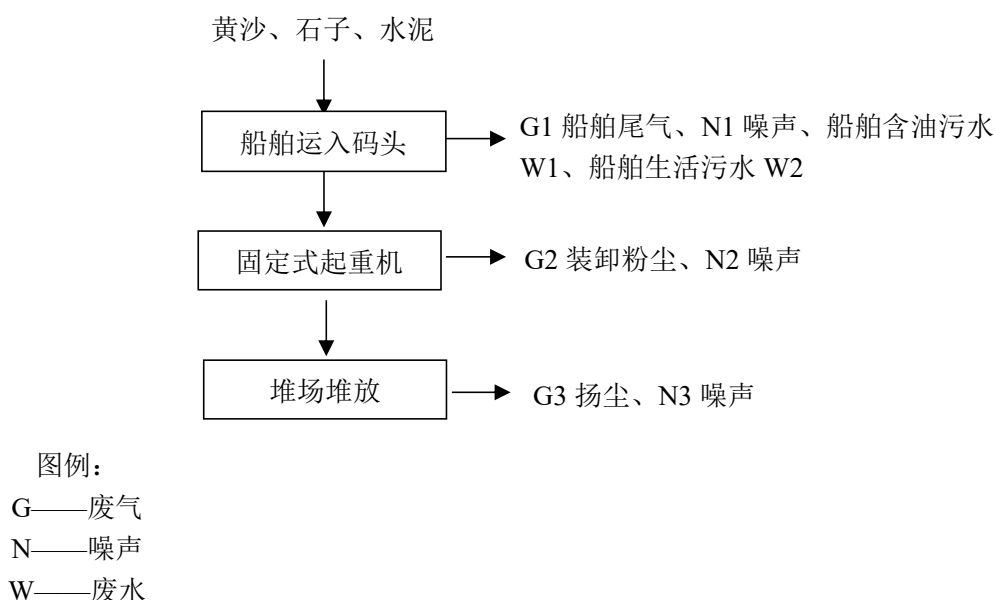 黄沙、石子、水泥
船舶运入码头
G1 船舶尾气、N1 噪声、船舶含油污水
W1、船舶生活污水 W2
固定式起重机
G2 装卸粉尘、N2 噪声
堆场堆放
G3 扬尘、N3 噪声
图例：
G——废气
N——噪声
W——废水